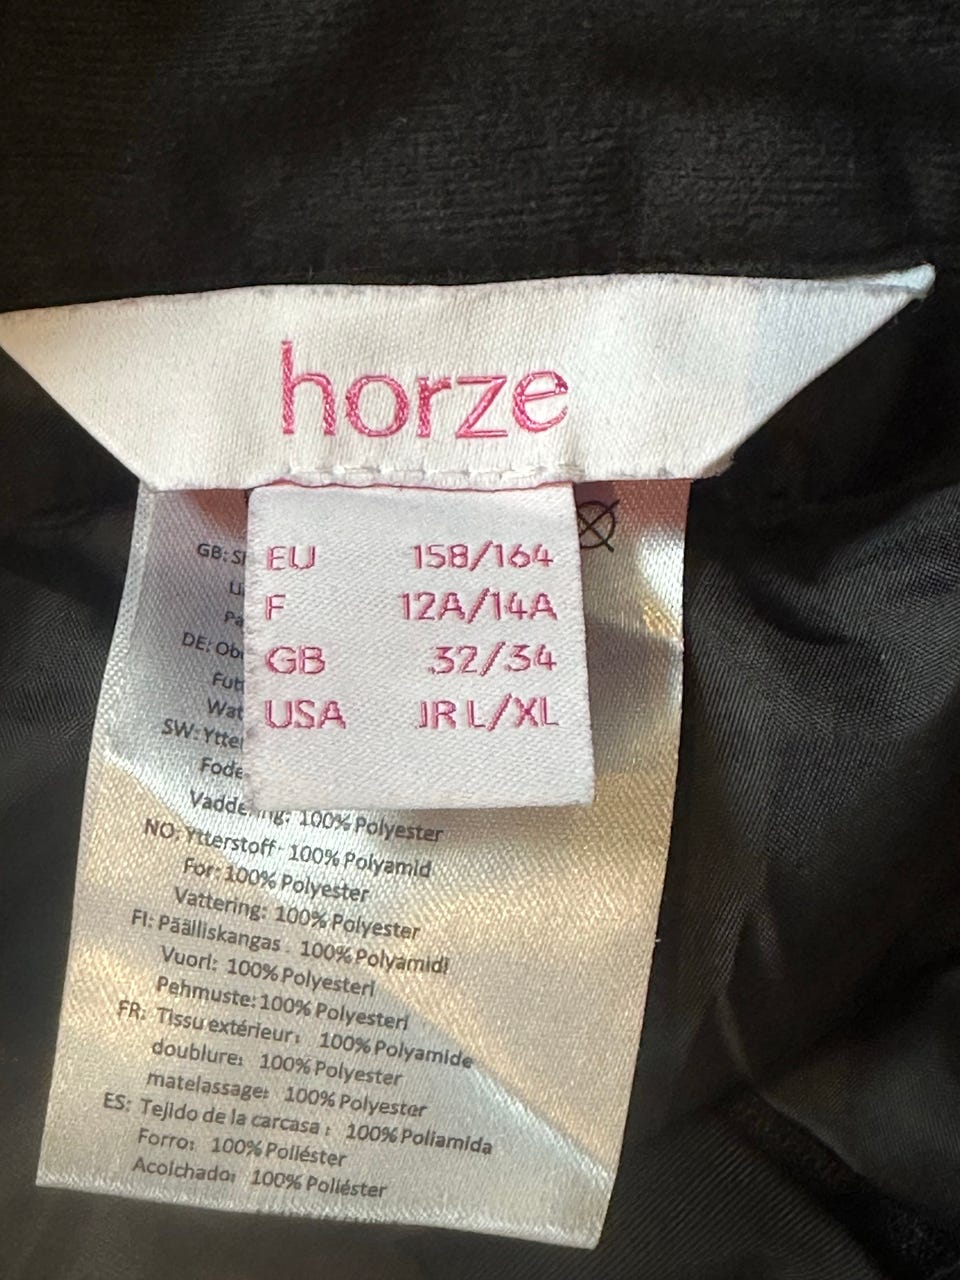 horze
EU 158/164
F 12A/14A
GB 32/34
USA JR L/XL
GB:
DE:
SW:
100% Polyester
NO: Ytterstoff- 100% Polyamid
For: 100% Polyester
Vattering: 100% Polyester
FI: Päälliskangas . 100% Polyamidi
Vuori: 100% Polyesteri
Pehmuste: 100% Polyesteri
FR: Tissu extérieur: 100% Polyamide
doublure: 100% Polyester
matelassage: 100% Polyester
ES: Tejido de la carcasa : 100% Poliamida
Forro: 100% Poliéster
Acolchado: 100% Poliéster